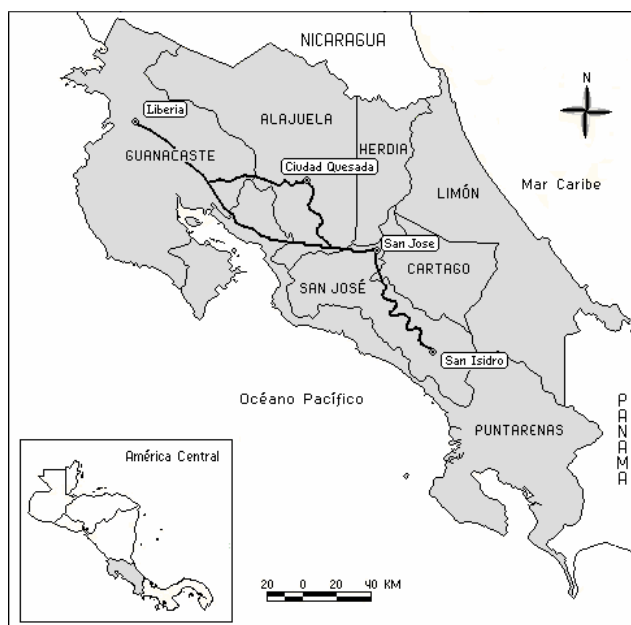 NICARAGUA
N
Liberia
ALAJUELA
HERDIA
GUANACASTE
Ciudad Quesada
LIMÓN
Mar Caribe
San Jose
CARTAGO
SAN JOSÉ
San Isidro
Océano Pacífico
PUNTARENAS
PANAMA
América Central
20 0 20 40 KM